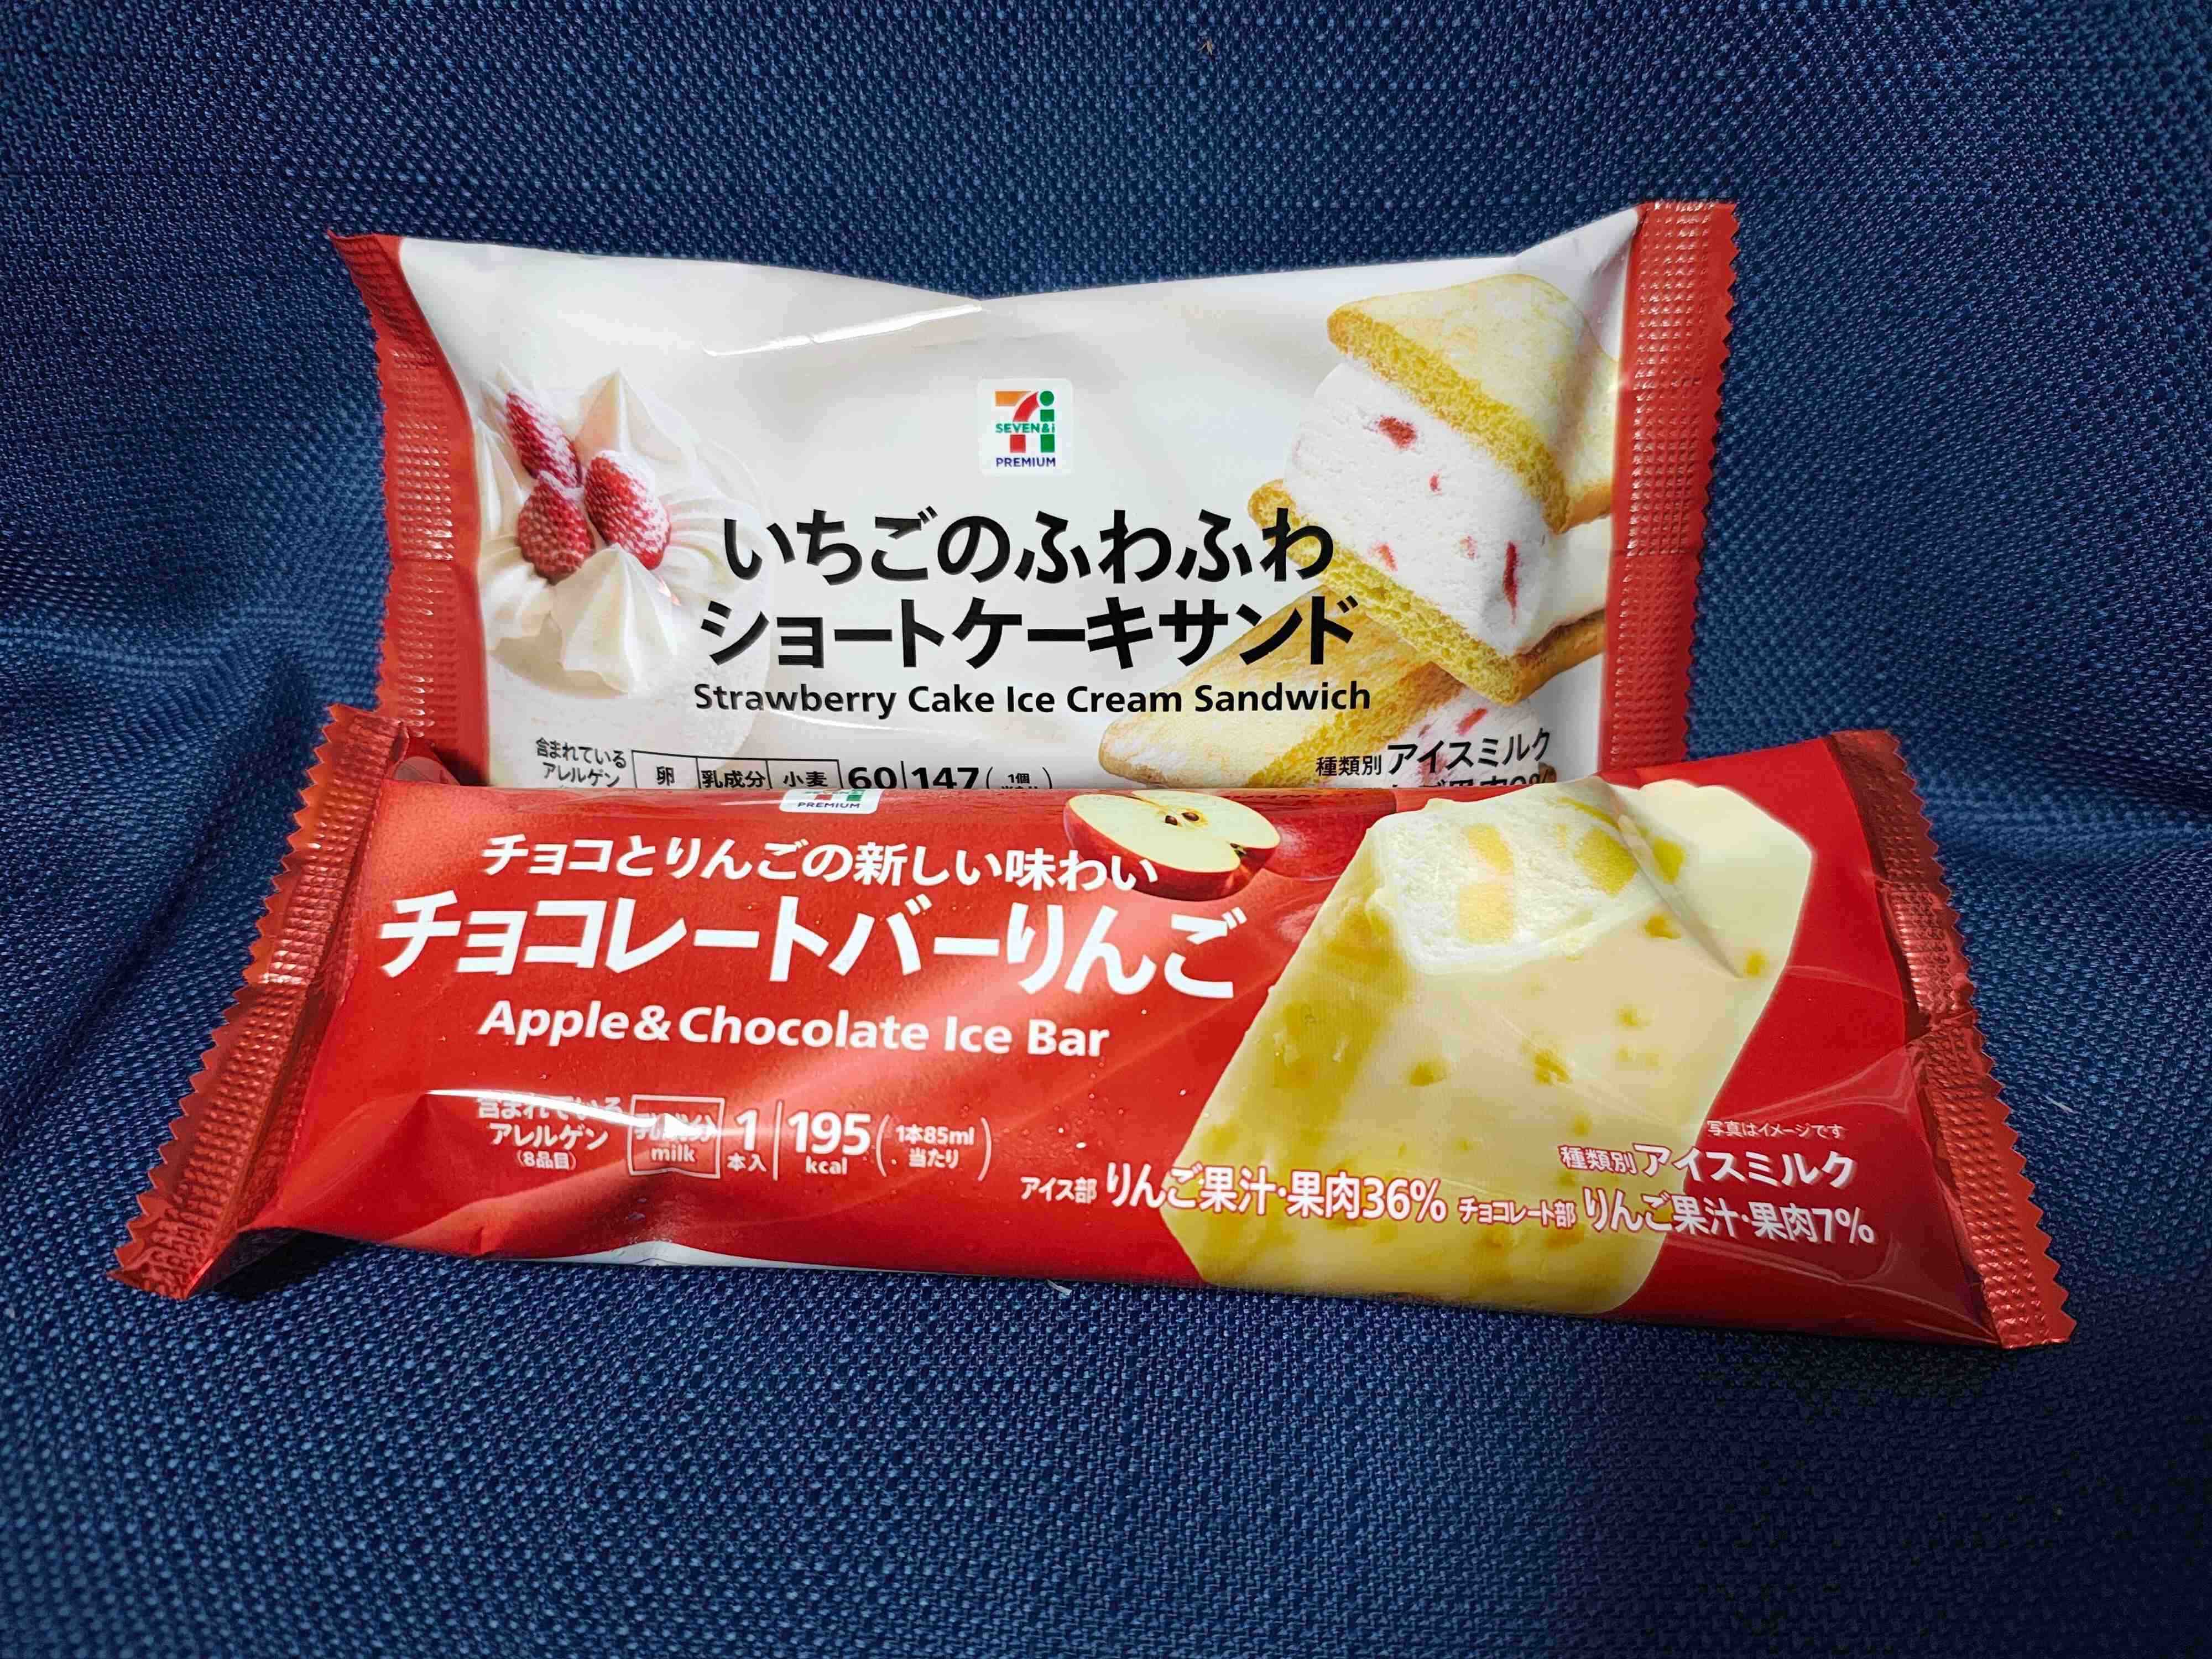 SEVEN&i
PREMIUM
いちごのふわふわ
ショートケーキサンド
Strawberry Cake Ice Cream Sandwich
含まれている
アレルゲン
卵 乳成分 小麦 60 147 (1個
種類別 アイスミルク
PREMIUM
チョコとりんごの新しい味わい
チョコレートバーりんご
Apple&Chocolate Ice Bar
含まれている
アレルゲン
(8品目)
乳成分
milk
1
本入
195
kcal
(1本85ml
当たり)
写真はイメージです
種類別 アイスミルク
アイス部 りんご果汁・果肉36% チョコレート部 りんご果汁・果肉7%